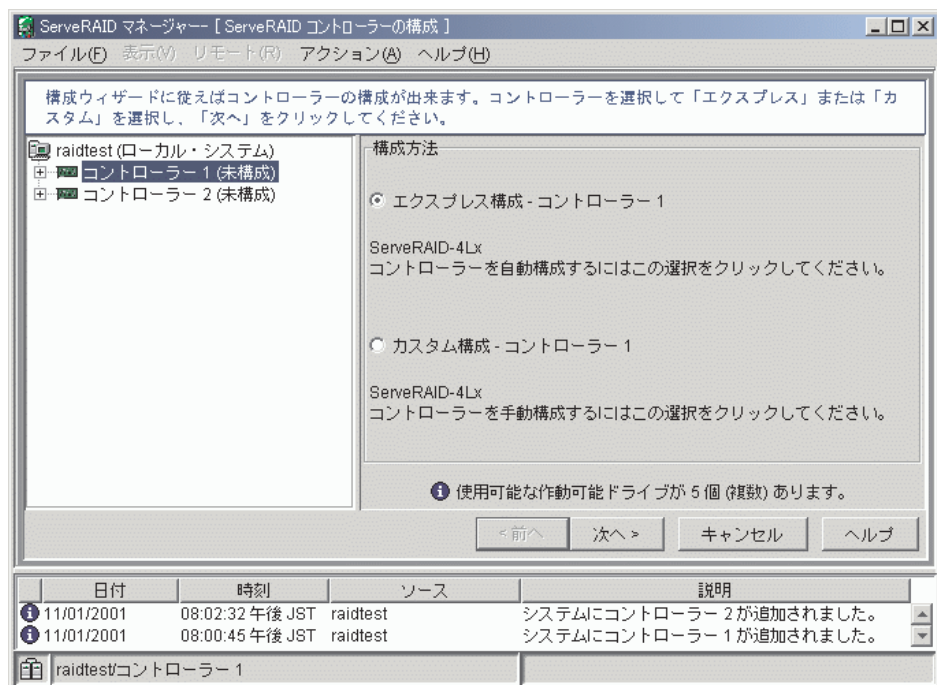 ServeRAID マネージャー-- [ ServeRAID コントローラーの構成 ]
ファイル(F) 表示(V) リモート(R) アクション(A) ヘルプ(H)
構成ウィザードに従えばコントローラーの構成が出来ます。コントローラーを選択して「エクスプレス」または「カ
スタム」を選択し、「次へ」をクリックしてください。
raidtest (ローカル・システム)
コントローラー 1 (未構成)
コントローラー 2 (未構成)
構成方法
エクスプレス構成 - コントローラー 1
ServeRAID-4Lx
コントローラーを自動構成するにはこの選択をクリックしてください。
カスタム構成 - コントローラー 1
ServeRAID-4Lx
コントローラーを手動構成するにはこの選択をクリックしてください。
使用可能な作動可能ドライブが 5 個 (複数) あります。
< 前へ 次へ > キャンセル ヘルプ
日付 時刻 ソース 説明
11/01/2001 08:02:32 午後 JST raidtest システムにコントローラー 2 が追加されました。
11/01/2001 08:00:45 午後 JST raidtest システムにコントローラー 1 が追加されました。
raidtest/コントローラー 1